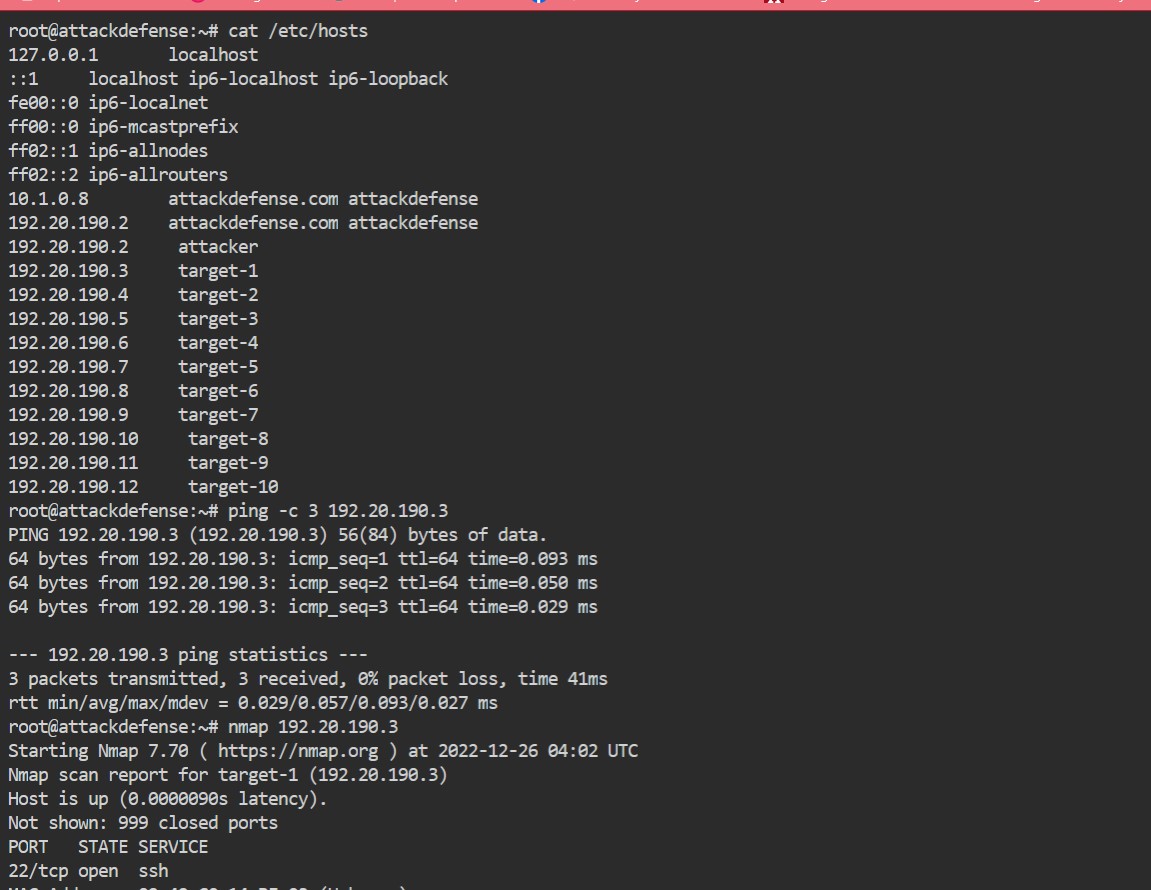 root@attackdefense:~# cat /etc/hosts
127.0.0.1       localhost
::1     localhost ip6-localhost ip6-loopback
fe00::0 ip6-localnet
ff00::0 ip6-mcastprefix
ff02::1 ip6-allnodes
ff02::2 ip6-allrouters
10.1.0.8        attackdefense.com attackdefense
192.20.190.2    attackdefense.com attackdefense
192.20.190.2     attacker
192.20.190.3     target-1
192.20.190.4     target-2
192.20.190.5     target-3
192.20.190.6     target-4
192.20.190.7     target-5
192.20.190.8     target-6
192.20.190.9     target-7
192.20.190.10     target-8
192.20.190.11     target-9
192.20.190.12     target-10
root@attackdefense:~# ping -c 3 192.20.190.3
PING 192.20.190.3 (192.20.190.3) 56(84) bytes of data.
64 bytes from 192.20.190.3: icmp_seq=1 ttl=64 time=0.093 ms
64 bytes from 192.20.190.3: icmp_seq=2 ttl=64 time=0.050 ms
64 bytes from 192.20.190.3: icmp_seq=3 ttl=64 time=0.029 ms
--- 192.20.190.3 ping statistics ---
3 packets transmitted, 3 received, 0% packet loss, time 41ms
rtt min/avg/max/mdev = 0.029/0.057/0.093/0.027 ms
root@attackdefense:~# nmap 192.20.190.3
Starting Nmap 7.70 ( https://nmap.org ) at 2022-12-26 04:02 UTC
Nmap scan report for target-1 (192.20.190.3)
Host is up (0.0000090s latency).
Not shown: 999 closed ports
PORT   STATE SERVICE
22/tcp open  ssh